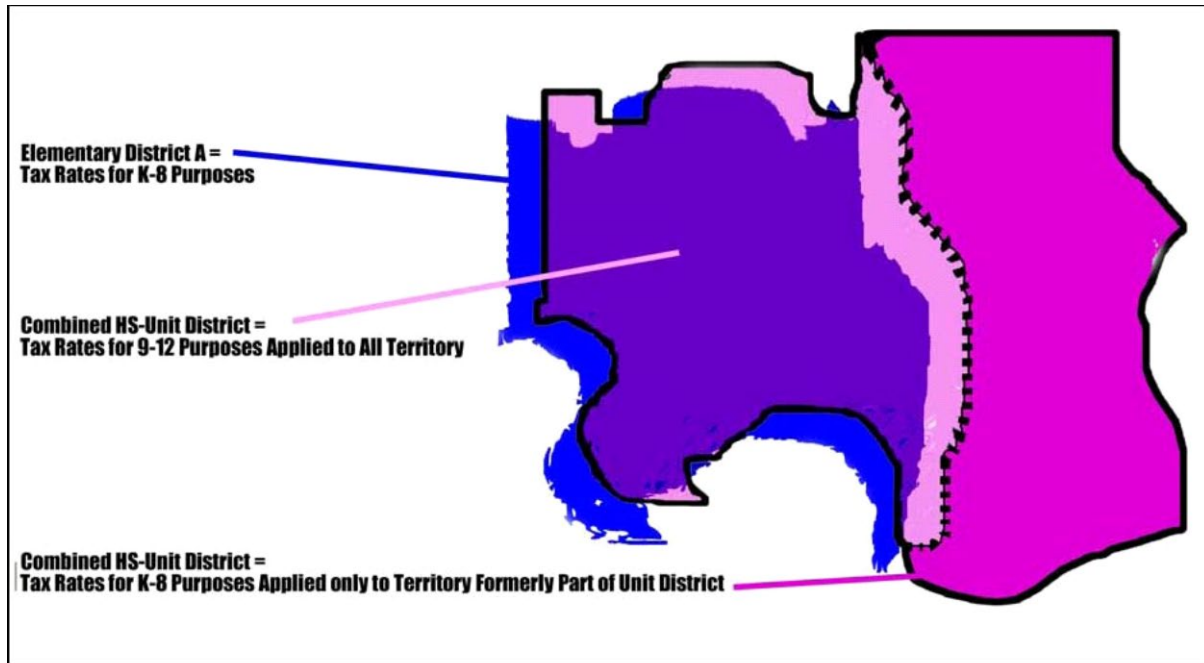 Elementary District A =
Tax Rates for K-8 Purposes
Combined HS-Unit District =
Tax Rates for 9-12 Purposes Applied to All Territory
Combined HS-Unit District =
Tax Rates for K-8 Purposes Applied only to Territory Formerly Part of Unit District